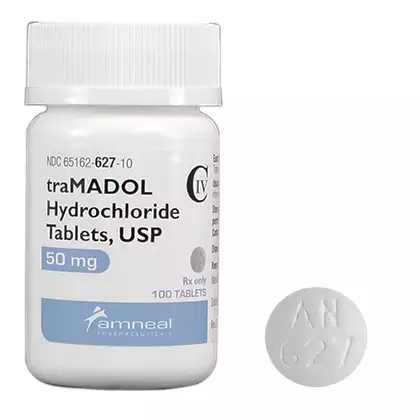 NDC 65162-627-10
traMADOL
CIV
Hydrochloride
Tablets, USP
50 mg
Rx only
100 TABLETS
amneal
PHARMACEUTICALS
AN
627